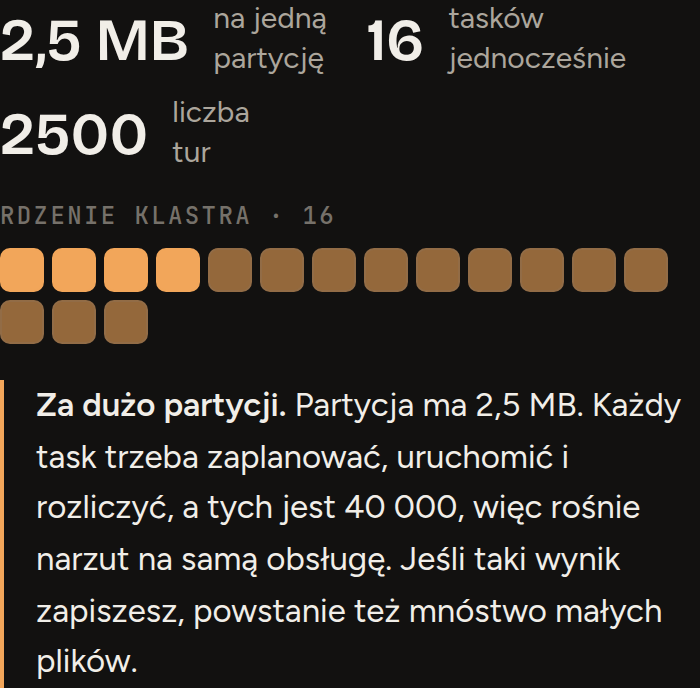 2,5 MB na jedną partycję 16 tasków jednocześnie
2500 liczba tur
RDZENIE KLASTRA · 16
Za dużo partycji. Partycja ma 2,5 MB. Każdy
task trzeba zaplanować, uruchomić i
rozliczyć, a tych jest 40 000, więc rośnie
narzut na samą obsługę. Jeśli taki wynik
zapiszesz, powstanie też mnóstwo małych
plików.